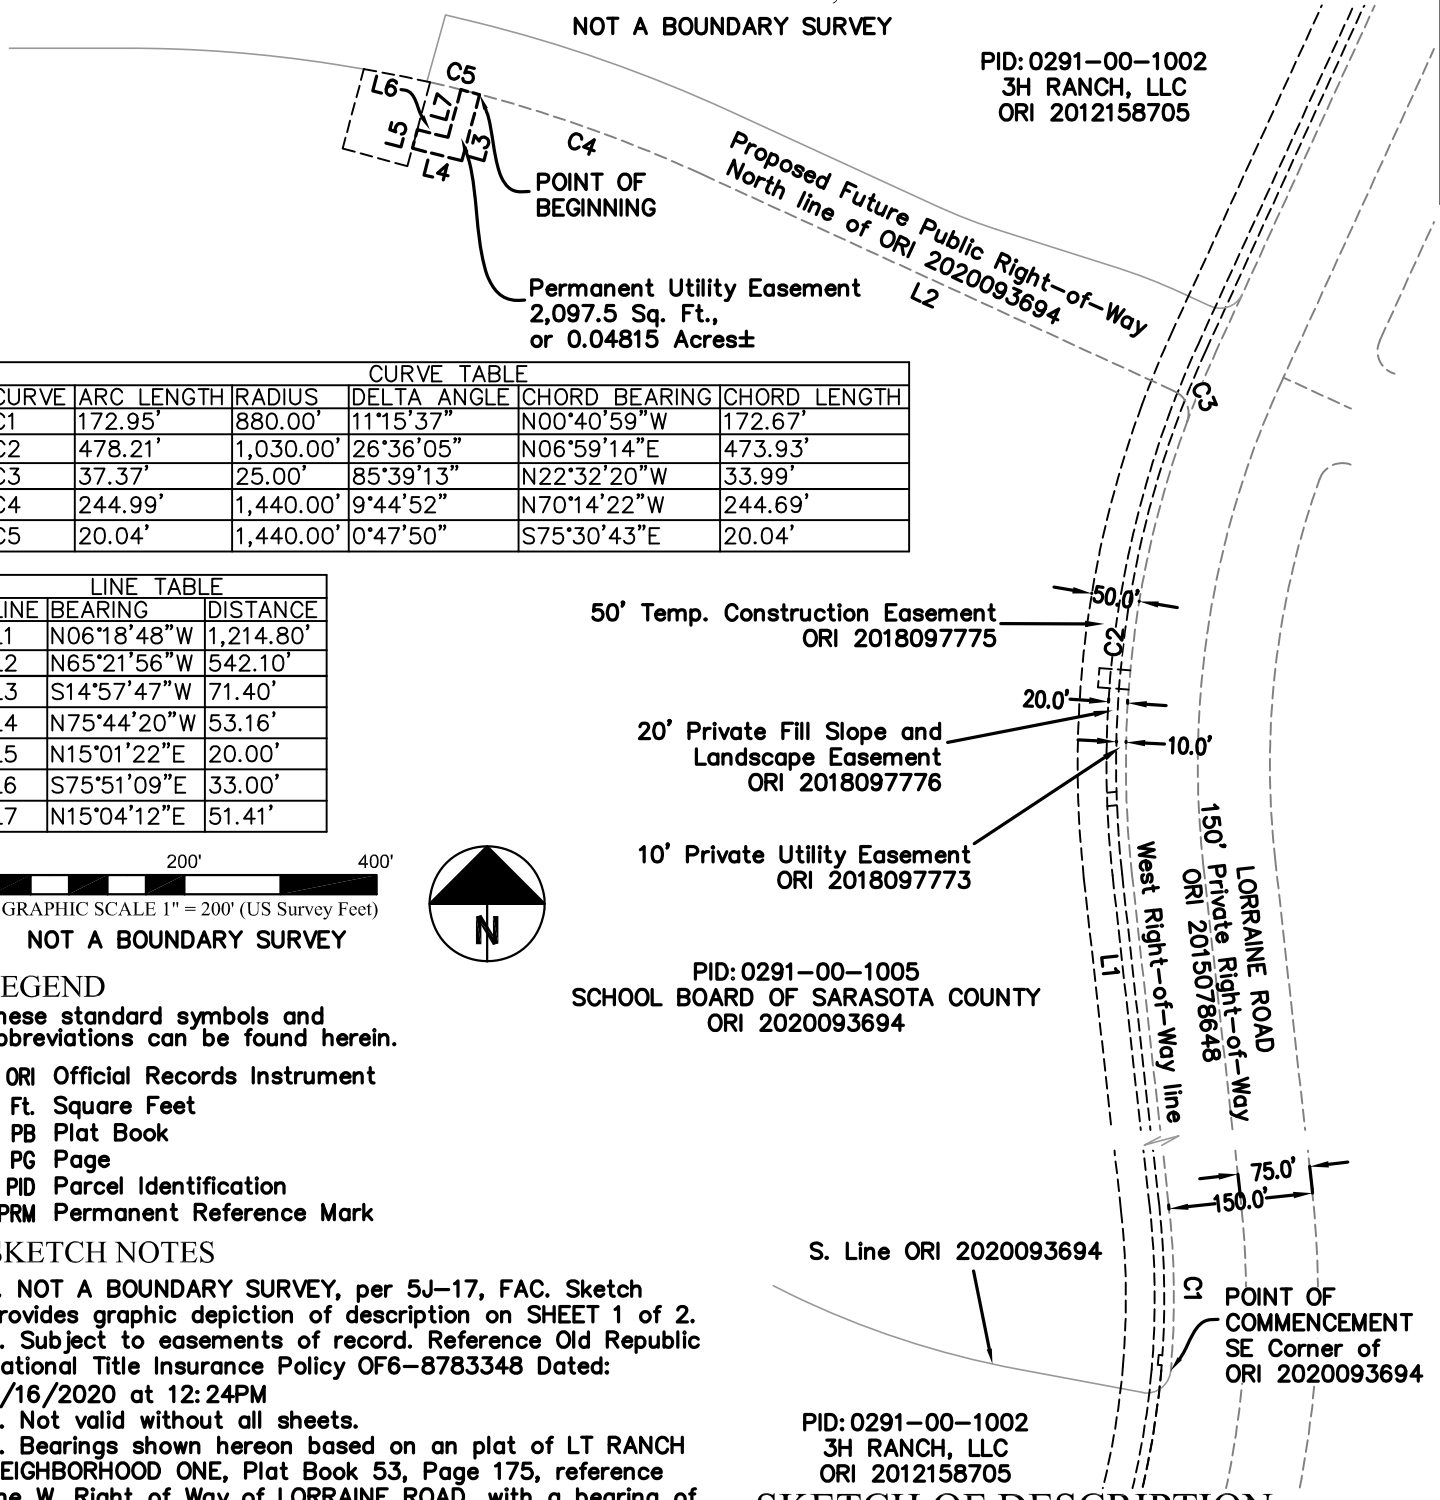 NOT A BOUNDARY SURVEY
PID: 0291-00-1002
3H RANCH, LLC
ORI 2012158705
C5
L6
L7
L5
L3
L4
C4
POINT OF
BEGINNING
Proposed Future Public Right-of-Way
North line of ORI 2020093694
L2
Permanent Utility Easement
2,097.5 Sq. Ft.,
or 0.04815 Acres±
C3
CURVE TABLE
CURVE ARC LENGTH RADIUS DELTA ANGLE CHORD BEARING CHORD LENGTH
C1 172.95' 880.00' 11°15'37" N00°40'59"W 172.67'
C2 478.21' 1,030.00' 26°36'05" N06°59'14"E 473.93'
C3 37.37' 25.00' 85°39'13" N22°32'20"W 33.99'
C4 244.99' 1,440.00' 9°44'52" N70°14'22"W 244.69'
C5 20.04' 1,440.00' 0°47'50" S75°30'43"E 20.04'
LINE TABLE
LINE BEARING DISTANCE
L1 N06°18'48"W 1,214.80'
L2 N65°21'56"W 542.10'
L3 S14°57'47"W 71.40'
L4 N75°44'20"W 53.16'
L5 N15°01'22"E 20.00'
L6 S75°51'09"E 33.00'
L7 N15°04'12"E 51.41'
50.0'
50' Temp. Construction Easement
ORI 2018097775
C2
20.0'
20' Private Fill Slope and
Landscape Easement
ORI 2018097776
10.0'
10' Private Utility Easement
ORI 2018097773
200' 400'
GRAPHIC SCALE 1" = 200' (US Survey Feet)
NOT A BOUNDARY SURVEY
N
PID: 0291-00-1005
SCHOOL BOARD OF SARASOTA COUNTY
ORI 2020093694
L1
West Right-of-Way line
LORRAINE ROAD
150' Private Right-of-Way
ORI 2015078648
EGEND
hese standard symbols and
bbreviations can be found herein.
ORI Official Records Instrument
Ft. Square Feet
PB Plat Book
PG Page
PID Parcel Identification
PRM Permanent Reference Mark
75.0'
150.0'
SKETCH NOTES
. NOT A BOUNDARY SURVEY, per 5J-17, FAC. Sketch
rovides graphic depiction of description on SHEET 1 of 2.
. Subject to easements of record. Reference Old Republic
ational Title Insurance Policy OF6-8783348 Dated:
/16/2020 at 12:24PM
. Not valid without all sheets.
. Bearings shown hereon based on an plat of LT RANCH
EIGHBORHOOD ONE, Plat Book 53, Page 175, reference
he W. Right of Way of LORRAINE ROAD, with a bearing of
S. Line ORI 2020093694
C1
POINT OF
COMMENCEMENT
SE Corner of
ORI 2020093694
PID: 0291-00-1002
3H RANCH, LLC
ORI 2012158705
SKETCH OF DESCRIPTION